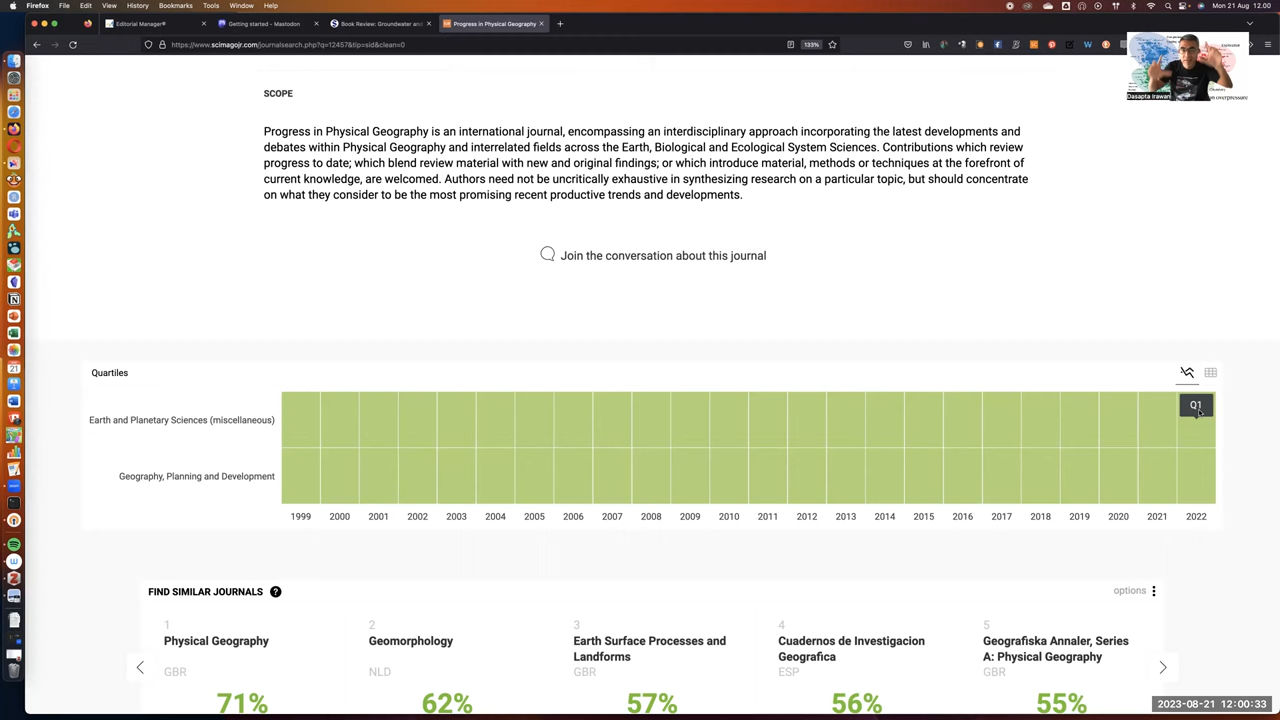 Firefox File Edit View History Bookmarks Tools Window Help
Mon 21 Aug 12.00
Editorial Manager®
Getting started - Mastodon
Book Review: Groundwater and
Progress in Physical Geography
https://www.scimagojr.com/journalsearch.php?q=12457&tip=sid&clean=0
133%
Dasapta Irawan
on overpressure
SCOPE
Progress in Physical Geography is an international journal, encompassing an interdisciplinary approach incorporating the latest developments and
debates within Physical Geography and interrelated fields across the Earth, Biological and Ecological System Sciences. Contributions which review
progress to date; which blend review material with new and original findings; or which introduce material, methods or techniques at the forefront of
current knowledge, are welcomed. Authors need not be uncritically exhaustive in synthesizing research on a particular topic, but should concentrate
on what they consider to be the most promising recent productive trends and developments.
Join the conversation about this journal
Quartiles
Q1
Earth and Planetary Sciences (miscellaneous)
Geography, Planning and Development
1999 2000 2001 2002 2003 2004 2005 2006 2007 2008 2009 2010 2011 2012 2013 2014 2015 2016 2017 2018 2019 2020 2021 2022
FIND SIMILAR JOURNALS ?
options
1 2 3 4 5
Physical Geography
GBR
71%
Geomorphology
NLD
62%
Earth Surface Processes and
Landforms
GBR
57%
Cuadernos de Investigacion
Geografica
ESP
56%
Geografiska Annaler, Series
A: Physical Geography
GBR
55%
2023-08-21 12:00:33